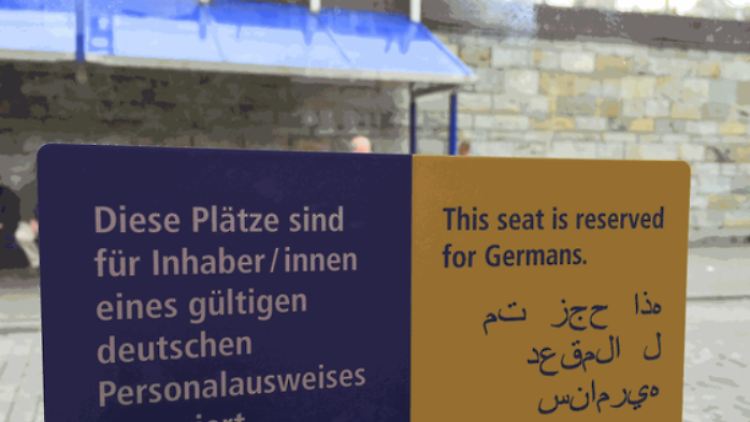 Diese Plätze sind
für Inhaber/innen
eines gültigen
deutschen
Personalausweises
This seat is reserved
for Germans.
هذا حجز تم
ل المقعد
هيرمانس